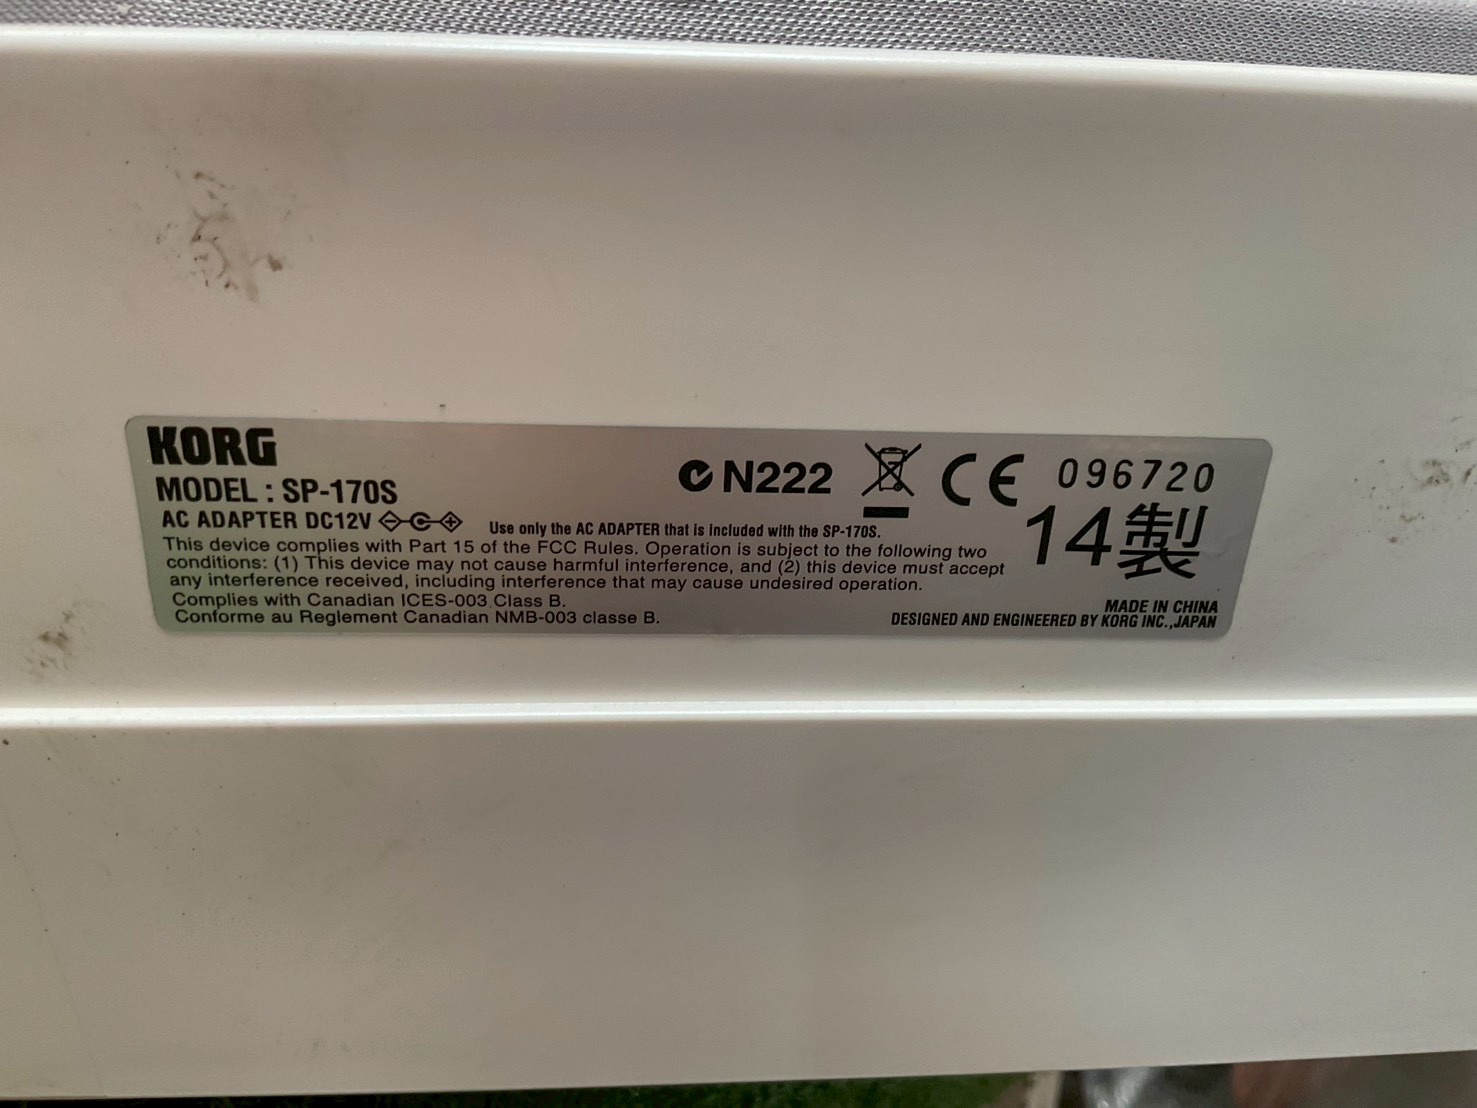 KORG
MODEL : SP-170S
N222
CE
096720
AC ADAPTER DC12V
Use only the AC ADAPTER that is included with the SP-170S.
14製
This device complies with Part 15 of the FCC Rules. Operation is subject to the following two
conditions: (1) This device may not cause harmful interference, and (2) this device must accept
any interference received, including interference that may cause undesired operation.
Complies with Canadian ICES-003 Class B.
Conforme au Reglement Canadian NMB-003 classe B.
MADE IN CHINA
DESIGNED AND ENGINEERED BY KORG INC.,JAPAN